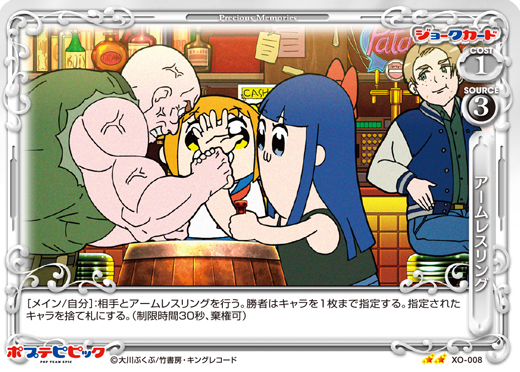 Precious Memories
ジョークカード
COST
1
SOURCE
3
CASH
アームレスリング
[メイン/自分]:相手とアームレスリングを行う。勝者はキャラを1枚まで指定する。指定された
キャラを捨て札にする。(制限時間30秒、棄権可)
ポプテピピック
POP TEAM EPIC
©大川ぶくぶ/竹書房・キングレコード
XO-008